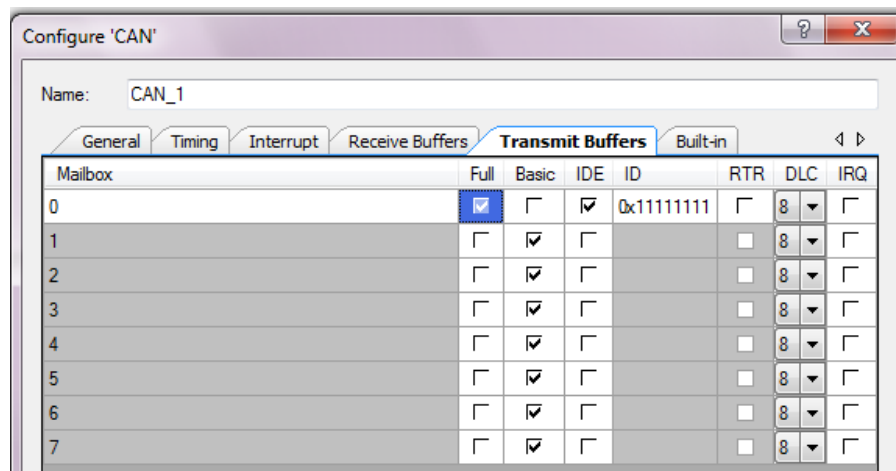 Configure 'CAN'
?
Name: CAN_1
General Timing Interrupt Receive Buffers Transmit Buffers Built-in
Mailbox Full Basic IDE ID RTR DLC IRQ
0 0x11111111 8
1 8
2 8
3 8
4 8
5 8
6 8
7 8